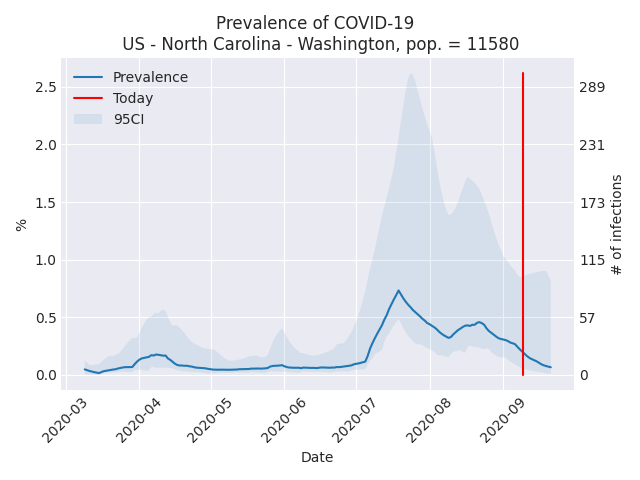 Prevalence of COVID-19
US - North Carolina - Washington, pop. = 11580
Prevalence
Today
95CI
2.5
2.0
1.5
1.0
0.5
0.0
%
289
231
173
115
57
0
# of infections
2020-03
2020-04
2020-05
2020-06
2020-07
2020-08
2020-09
Date